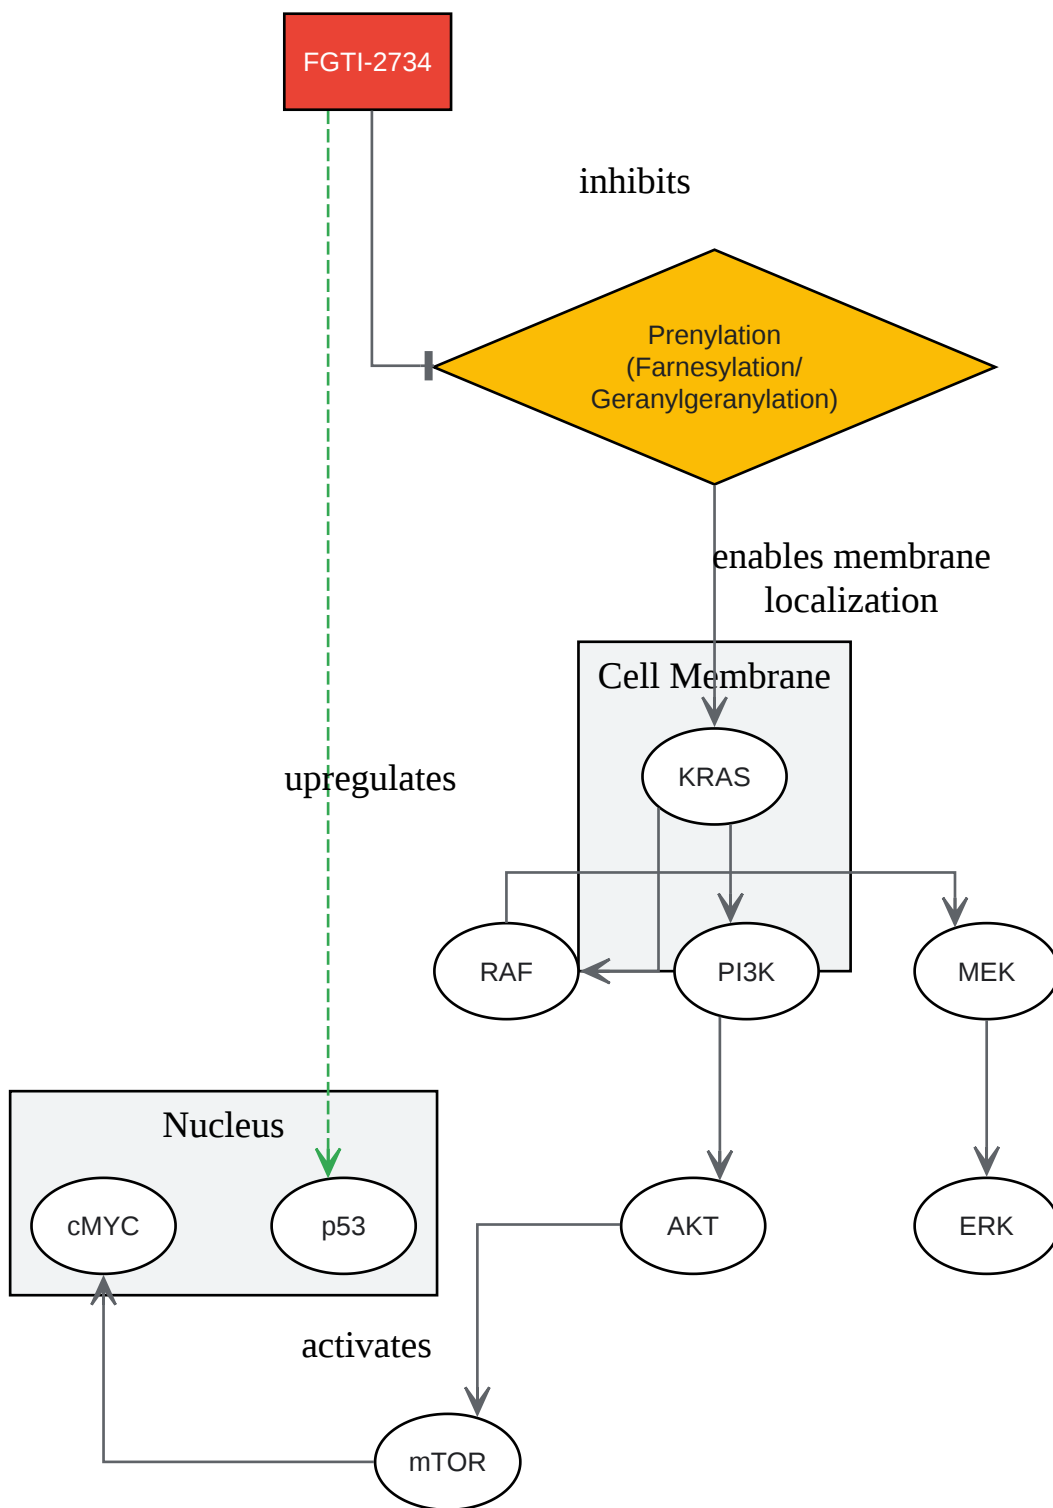 FGTI-2734
inhibits
Prenylation
(Farnesylation/
Geranylgeranylation)
enables membrane
localization
Cell Membrane
KRAS
upregulates
RAF
PI3K
MEK
Nucleus
cMYC
p53
AKT
ERK
activates
mTOR